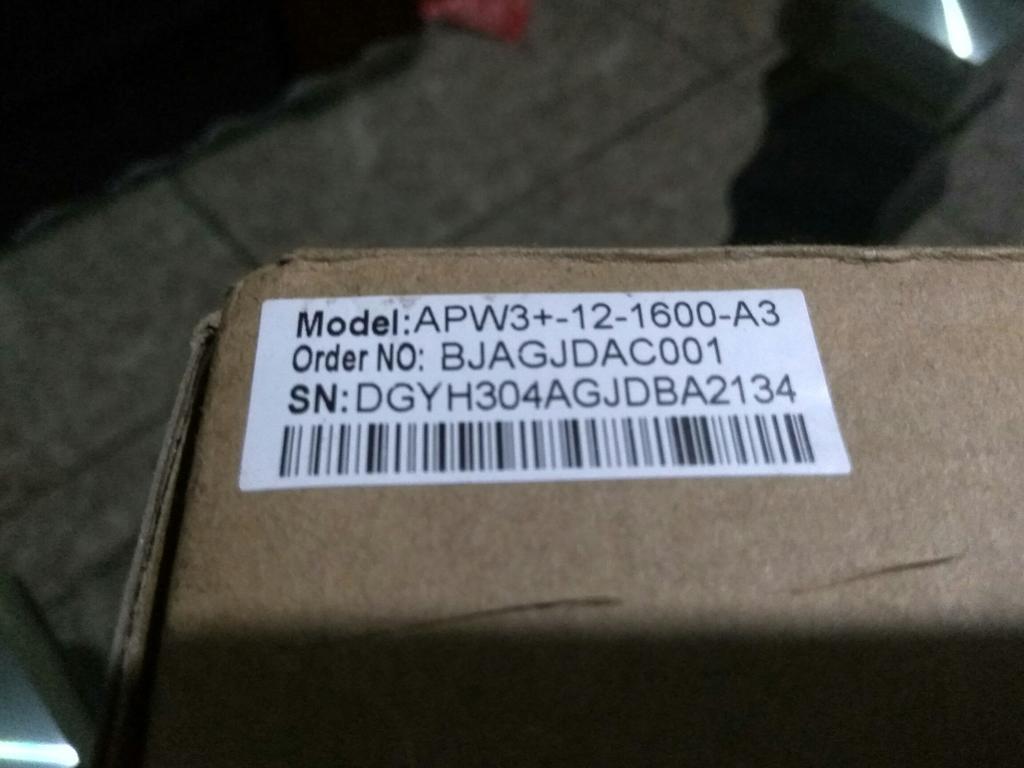 Model:APW3+-12-1600-A3
Order NO: BJAGJDAC001
SN:DGYH304AGJDBA2134